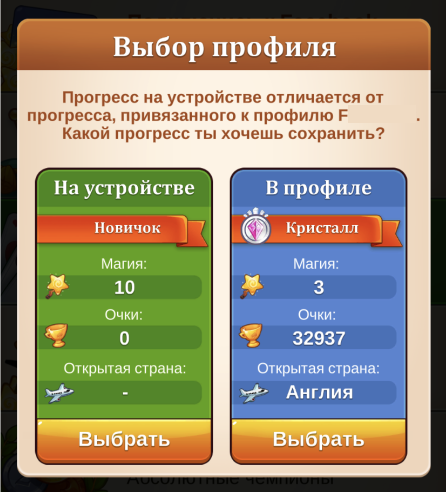 Выбор профиля
Прогресс на устройстве отличается от
прогресса, привязанного к профилю F .
Какой прогресс ты хочешь сохранить?
На устройстве
Новичок
Магия:
10
Очки:
0
Открытая страна:
-
Выбрать
В профиле
Кристалл
Магия:
3
Очки:
32937
Открытая страна:
Англия
Выбрать
Абсолютные чемпионы